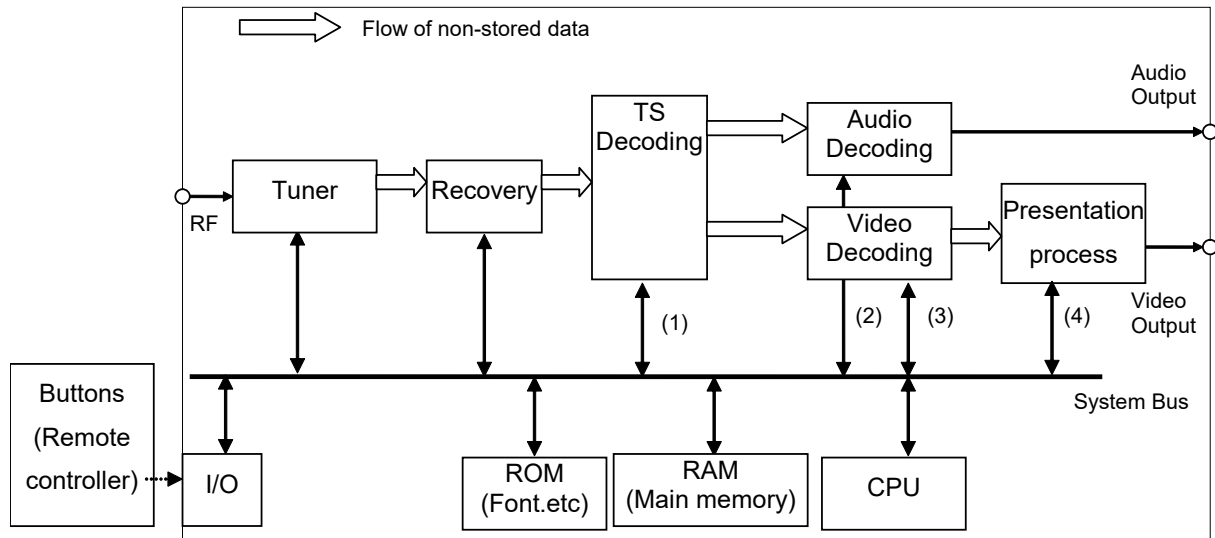 Flow of non-stored data
Audio
Output
TS
Decoding
Audio
Decoding
Tuner
Recovery
RF
Video
Decoding
Presentation
process
(1)
(2)
(3)
(4)
Video
Output
System Bus
Buttons
(Remote
controller)
I/O
ROM
(Font.etc)
RAM
(Main memory)
CPU